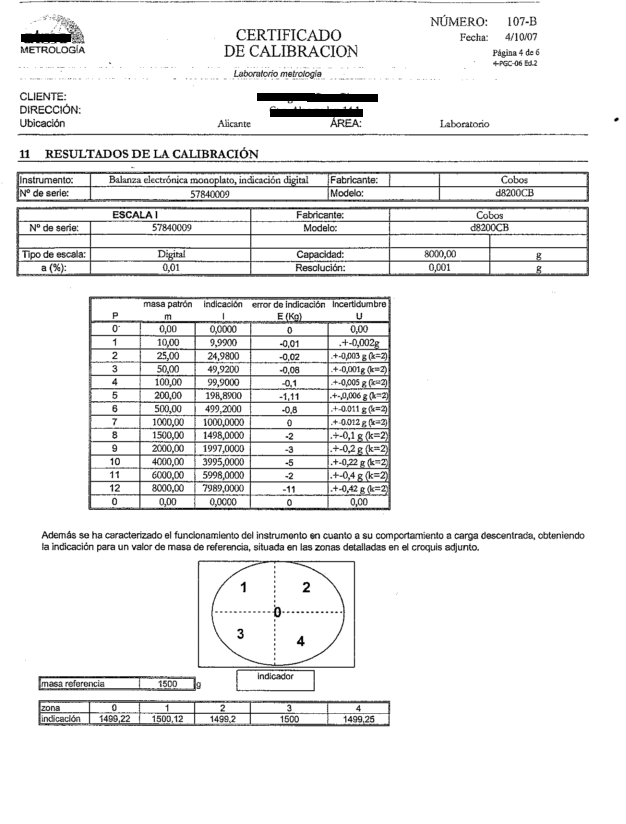 METROLOGÍA
CERTIFICADO
DE CALIBRACION
Laboratorio metrologia
NÚMERO: 107-B
Fecha: 4/10/07
Página 4 de 6
4-PGC-06 Ed.2
CLIENTE:
DIRECCIÓN:
Ubicación Alicante ÁREA: Laboratorio
11 RESULTADOS DE LA CALIBRACIÓN
Instrumento: Balanza electrónica monoplato, indicación digital Fabricante: Cobos
Nº de serie: 57840009 Modelo: d8200CB
ESCALA I Fabricante: Cobos
Nº de serie: 57840009 Modelo: d8200CB
Tipo de escala: Digital Capacidad: 8000,00 g
a (%): 0,01 Resolución: 0,001 g
masa patrón indicación error de indicación Incertidumbre
P m I E (Kg) U
0 0,00 0,0000 0 0,00
1 10,00 9,9900 -0,01 .+-0,002g
2 25,00 24,9800 -0,02 .+-0,003 g (k=2)
3 50,00 49,9200 -0,08 .+-0,001g (k=2)
4 100,00 99,9000 -0,1 .+-0,005 g (k=2)
5 200,00 198,8900 -1,11 .+-,0,006 g (k=2)
6 500,00 499,2000 -0,8 .+-0.011 g (k=2)
7 1000,00 1000,0000 0 .+-0.012 g (k=2)
8 1500,00 1498,0000 -2 .+-0,1 g (k=2)
9 2000,00 1997,0000 -3 .+-0,2 g (k=2)
10 4000,00 3995,0000 -5 .+-0,22 g (k=2)
11 6000,00 5998,0000 -2 .+-0,4 g (k=2)
12 8000,00 7989,0000 -11 .+-0,42 g (k=2)
0 0,00 0,0000 0 0,00
Además se ha caracterizado el funcionamiento del instrumento en cuanto a su comportamiento a carga descentrada, obteniendo
la indicación para un valor de masa de referencia, situada en las zonas detalladas en el croquis adjunto.
1 2
0
3 4
indicador
masa referencia 1500 g
zona 0 1 2 3 4
indicación 1499,22 1500,12 1499,2 1500 1499,25